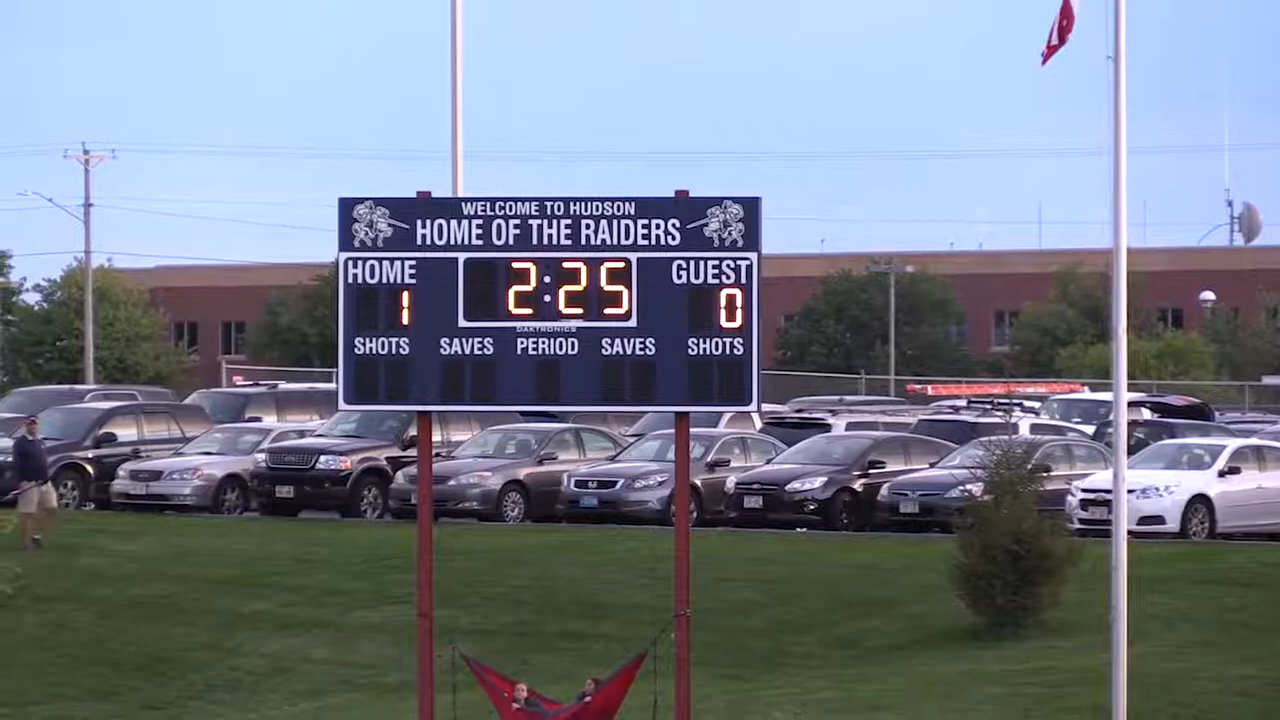 WELCOME TO HUDSON
HOME OF THE RAIDERS
HOME 2:25 GUEST
1 0
DAKTRONICS
SHOTS SAVES PERIOD SAVES SHOTS